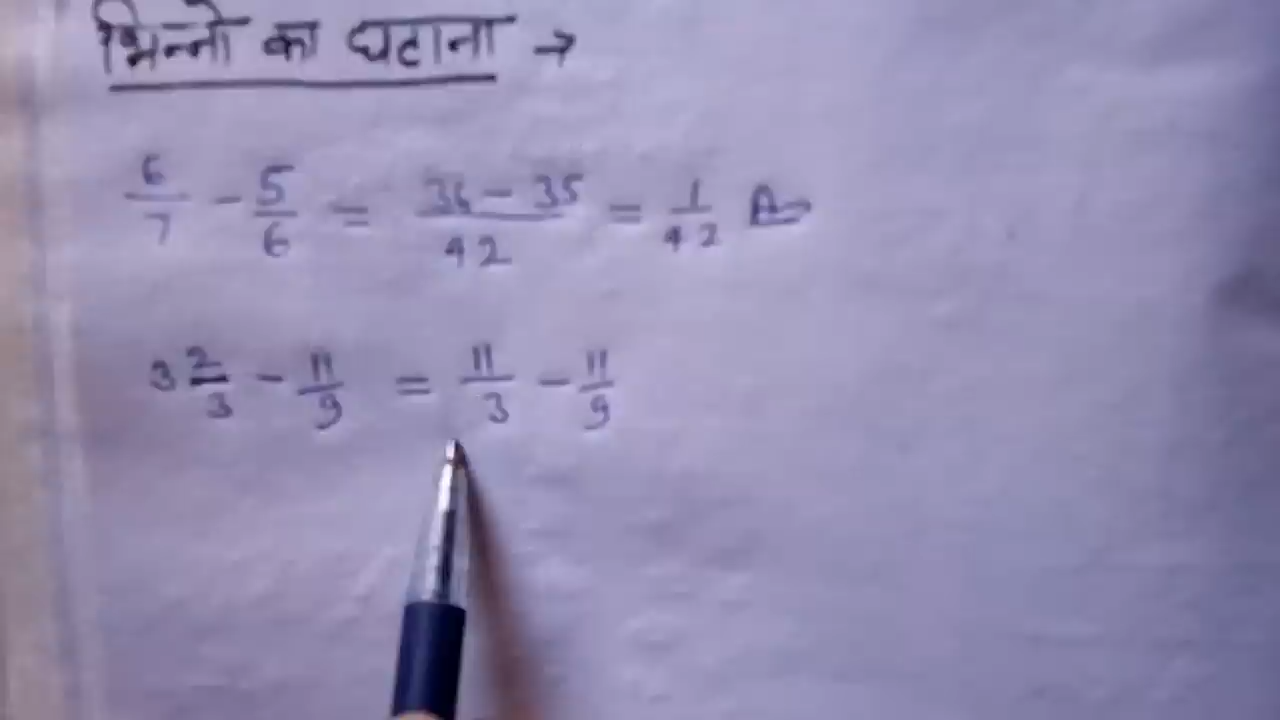 भिन्नो का घटाना →
6/7 - 5/6 = 36 - 35/42 = 1/42 A
3 2/3 - 11/9 = 11/3 - 11/9